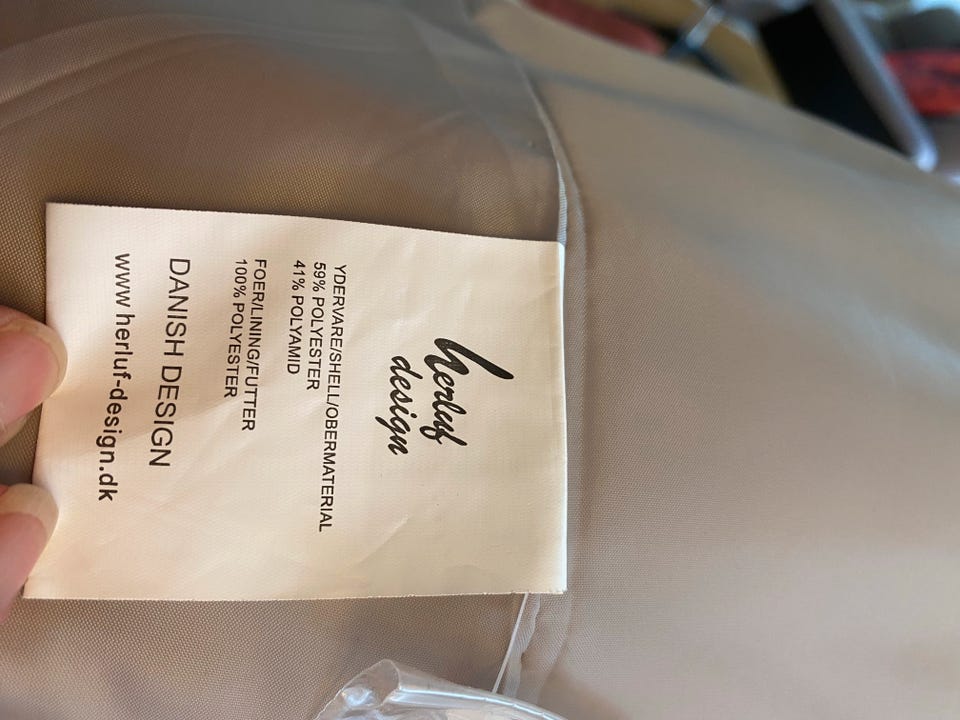 herluf
design
YDERVARE/SHELL/OBERMATERIAL
59% POLYESTER
41% POLYAMID
FOER/LINING/FUTTER
100% POLYESTER
DANISH DESIGN
www.herluf-design.dk